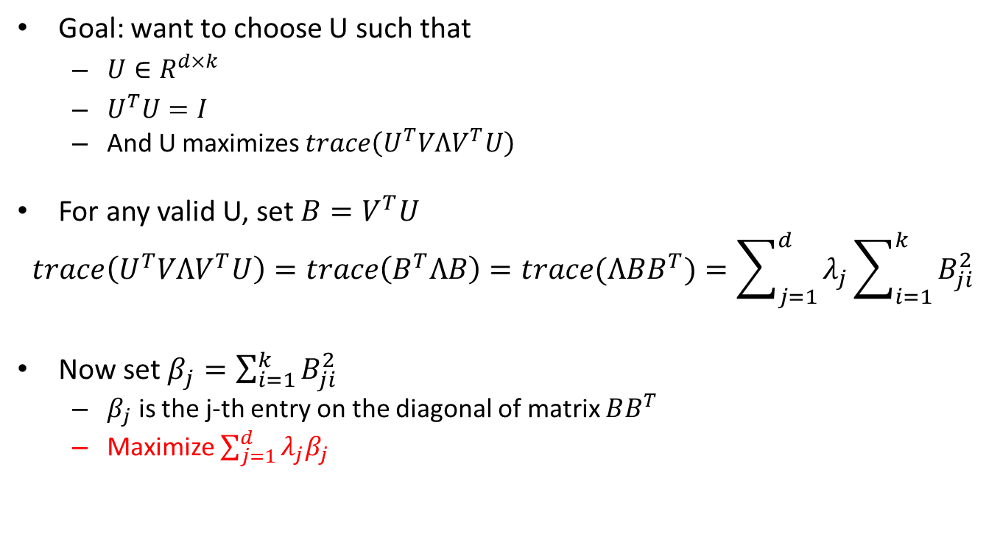 • Goal: want to choose U such that
– $U \in R^{d \times k}$
– $U^T U = I$
– And U maximizes $trace(U^T V \Lambda V^T U)$
• For any valid U, set $B = V^T U$
$trace(U^T V \Lambda V^T U) = trace(B^T \Lambda B) = trace(\Lambda B B^T) = \sum_{j=1}^{d} \lambda_j \sum_{i=1}^{k} B_{ji}^2$
• Now set $\beta_j = \sum_{i=1}^{k} B_{ji}^2$
– $\beta_j$ is the j-th entry on the diagonal of matrix $BB^T$
– Maximize $\sum_{j=1}^{d} \lambda_j \beta_j$